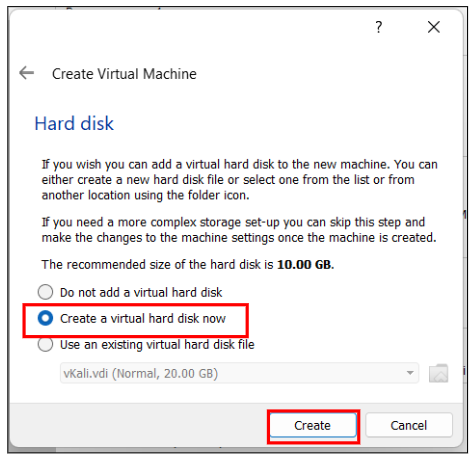 ?
Create Virtual Machine
Hard disk
If you wish you can add a virtual hard disk to the new machine. You can
either create a new hard disk file or select one from the list or from
another location using the folder icon.
If you need a more complex storage set-up you can skip this step and
make the changes to the machine settings once the machine is created.
The recommended size of the hard disk is 10.00 GB.
Do not add a virtual hard disk
Create a virtual hard disk now
Use an existing virtual hard disk file
vKali.vdi (Normal, 20.00 GB)
Create
Cancel